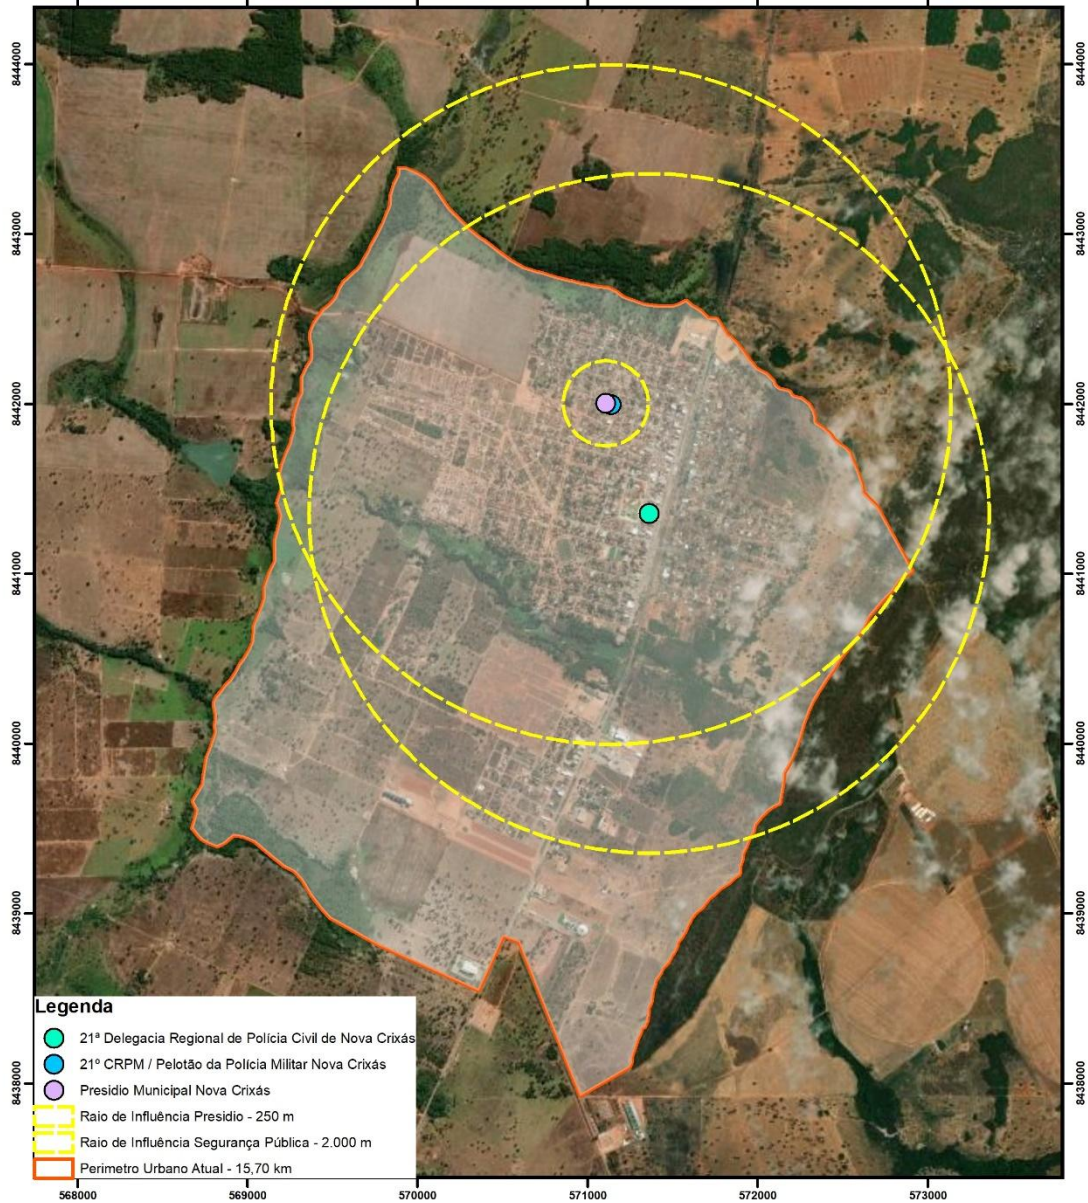 8444000
8444000
8443000
8443000
8442000
8442000
8441000
8441000
8440000
8440000
8439000
8439000
8438000
8438000
Legenda
21ª Delegacia Regional de Polícia Civil de Nova Crixás
21º CRPM / Pelotão da Polícia Militar Nova Crixás
Presidio Municipal Nova Crixás
Raio de Influência Presidio - 250 m
Raio de Influência Segurança Pública - 2.000 m
Perimetro Urbano Atual - 15,70 km
568000 569000 570000 571000 572000 573000